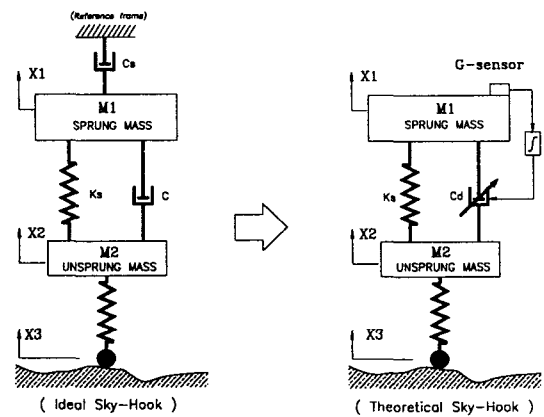 (Reference frame)
Cs
X1
M1
SPRUNG MASS
Ks
C
X2
M2
UNSPRUNG MASS
X3
( Ideal Sky-Hook )
G-sensor
X1
M1
SPRUNG MASS
∫
Ks
Cd
X2
M2
UNSPRUNG MASS
X3
( Theoretical Sky-Hook )